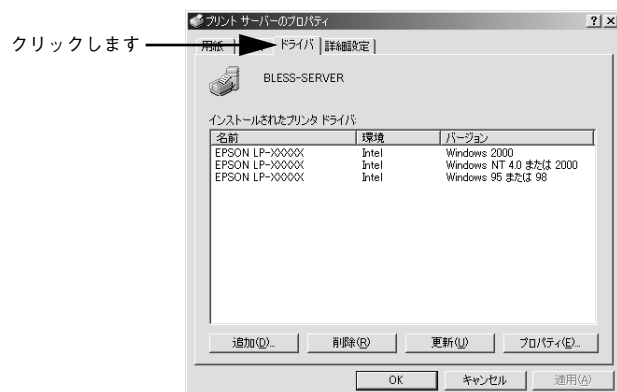 プリント サーバーのプロパティ
クリックします
用紙 ドライバ 詳細設定
BLESS-SERVER
インストールされたプリンタ ドライバ:
名前 環境 バージョン
EPSON LP-XXXXX Intel Windows 2000
EPSON LP-XXXXX Intel Windows NT 4.0 または 2000
EPSON LP-XXXXX Intel Windows 95 または 98
追加(D)... 削除(R) 更新(U) プロパティ(E)...
OK キャンセル 適用(A)